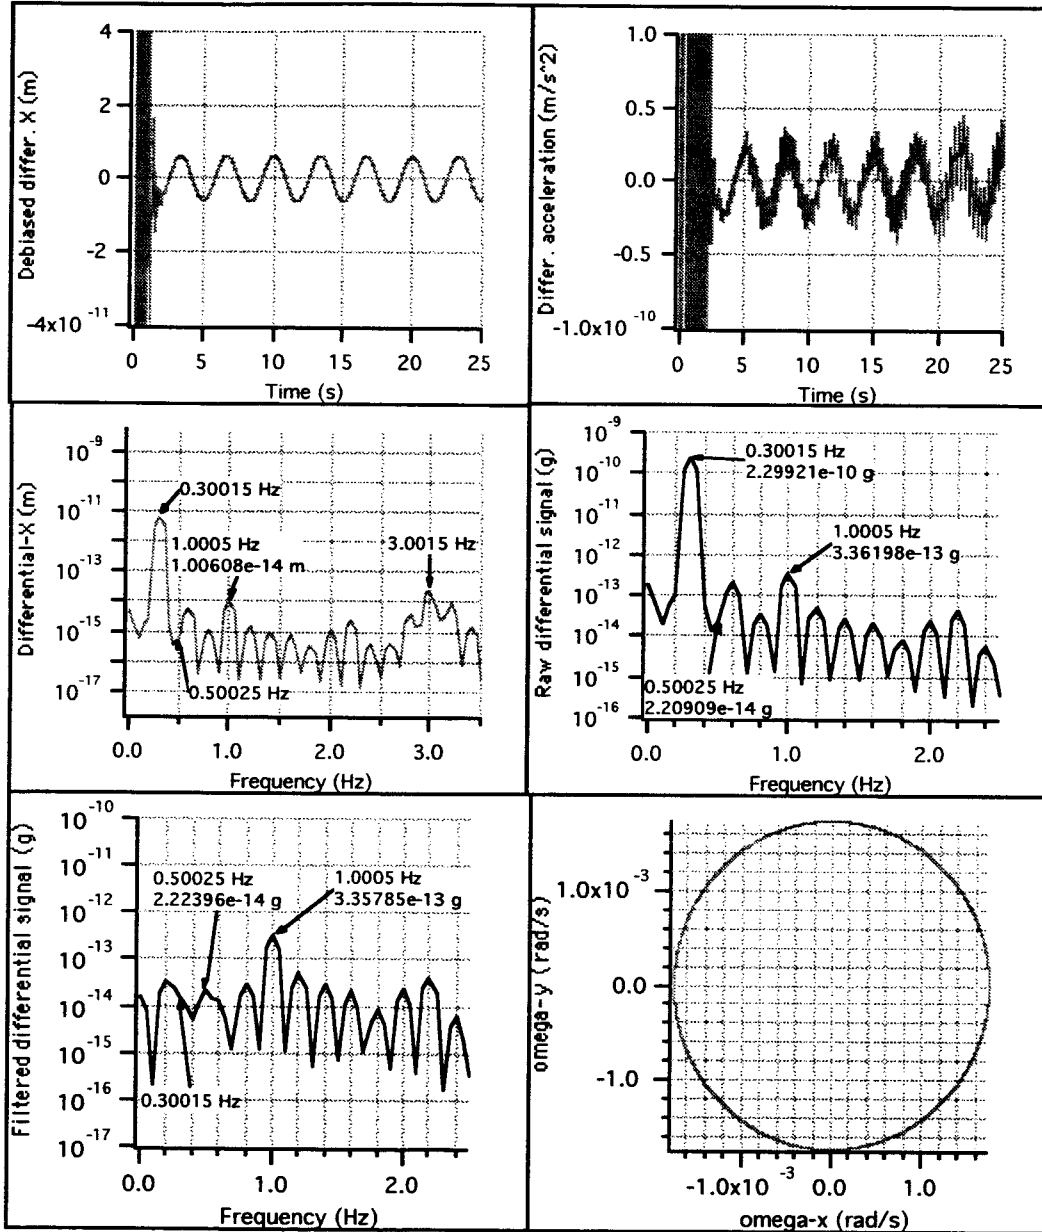 Debiased differ. X (m)
4
2
0
-2
-4x10 -11
0 5 10 15 20 25
Time (s)
Differ. acceleration (m/s^2)
1.0
0.5
0.0
-0.5
-1.0x10 -10
0 5 10 15 20 25
Time (s)
Differential-X (m)
10 -9
10 -11
10 -13
10 -15
10 -17
0.30015 Hz
1.0005 Hz
1.00608e-14 m
3.0015 Hz
0.50025 Hz
0.0 1.0 2.0 3.0
Frequency (Hz)
Raw differential signal (g)
10 -9
10 -10
10 -11
10 -12
10 -13
10 -14
10 -15
10 -16
0.30015 Hz
2.29921e-10 g
1.0005 Hz
3.36198e-13 g
0.50025 Hz
2.20909e-14 g
0.0 1.0 2.0
Frequency (Hz)
Filtered differential signal (g)
10 -10
10 -11
10 -12
10 -13
10 -14
10 -15
10 -16
10 -17
0.50025 Hz
2.22396e-14 g
1.0005 Hz
3.35785e-13 g
0.30015 Hz
0.0 1.0 2.0
Frequency (Hz)
omega-y (rad/s)
1.0x10 -3
0.0
-1.0
-1.0x10 -3 0.0 1.0
omega-x (rad/s)